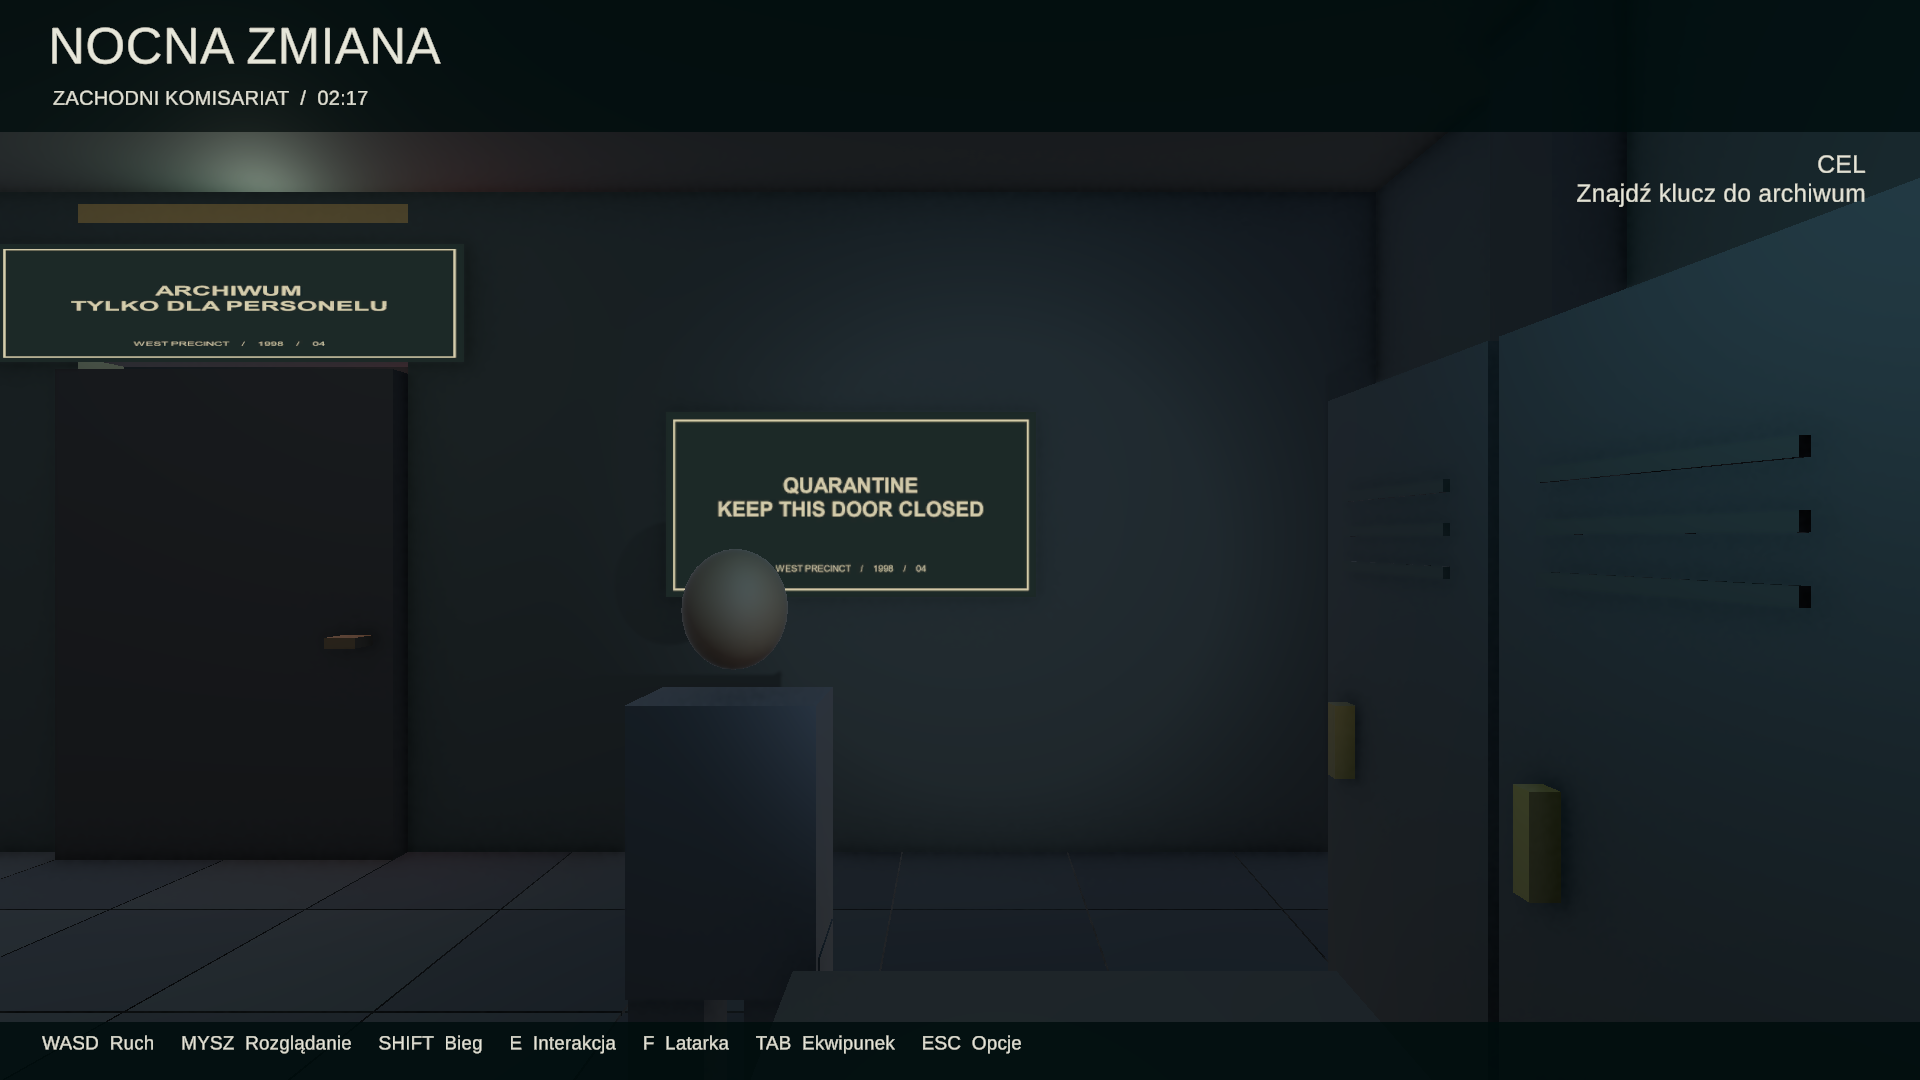 NOCNA ZMIANA
ZACHODNI KOMISARIAT / 02:17
CEL
Znajdź klucz do archiwum
ARCHIWUM
TYLKO DLA PERSONELU
WEST PRECINCT / 1998 / 04
QUARANTINE
KEEP THIS DOOR CLOSED
WEST PRECINCT / 1998 / 04
WASD Ruch MYSZ Rozglądanie SHIFT Bieg E Interakcja F Latarka TAB Ekwipunek ESC Opcje